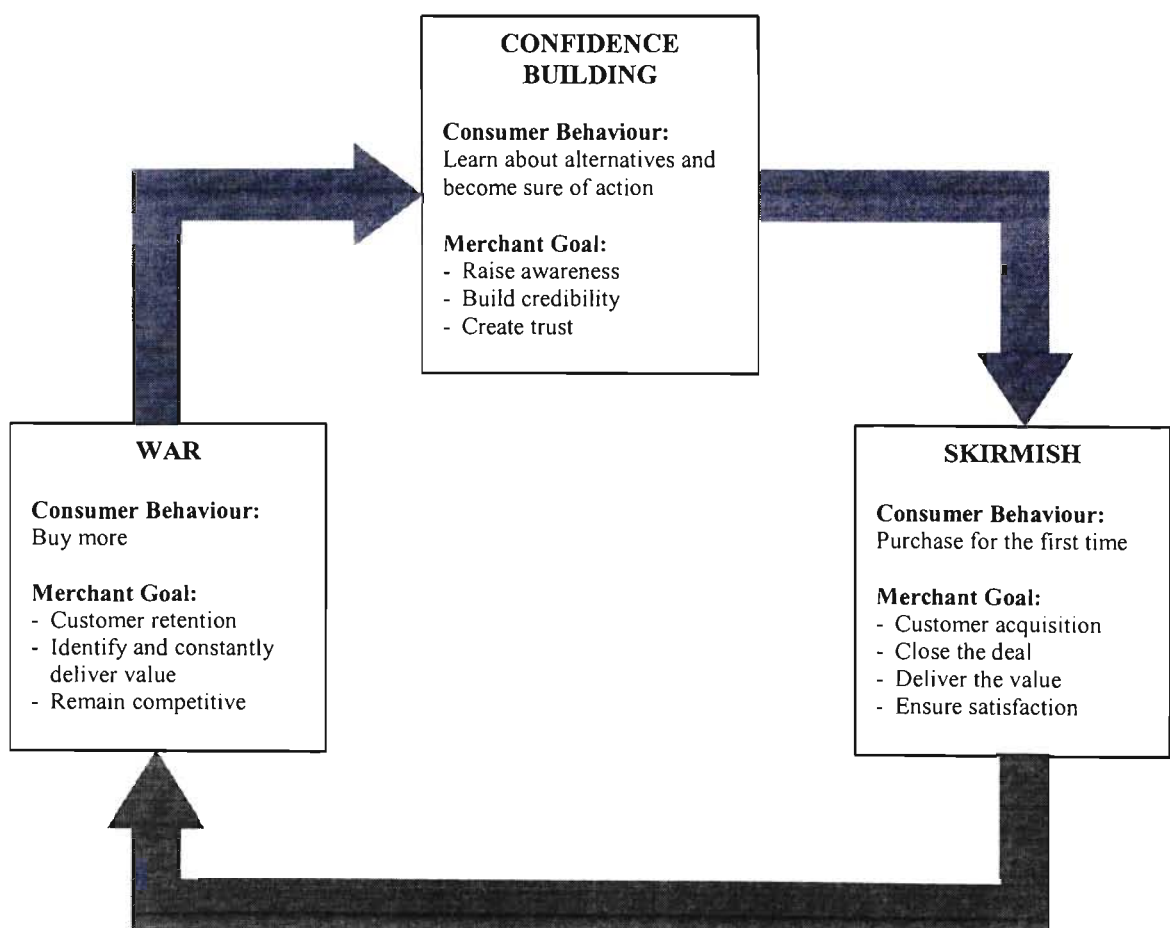 CONFIDENCE
BUILDING
Consumer Behaviour:
Learn about alternatives and
become sure of action
Merchant Goal:
- Raise awareness
- Build credibility
- Create trust
WAR
Consumer Behaviour:
Buy more
Merchant Goal:
- Customer retention
- Identify and constantly
deliver value
- Remain competitive
SKIRMISH
Consumer Behaviour:
Purchase for the first time
Merchant Goal:
- Customer acquisition
- Close the deal
- Deliver the value
- Ensure satisfaction